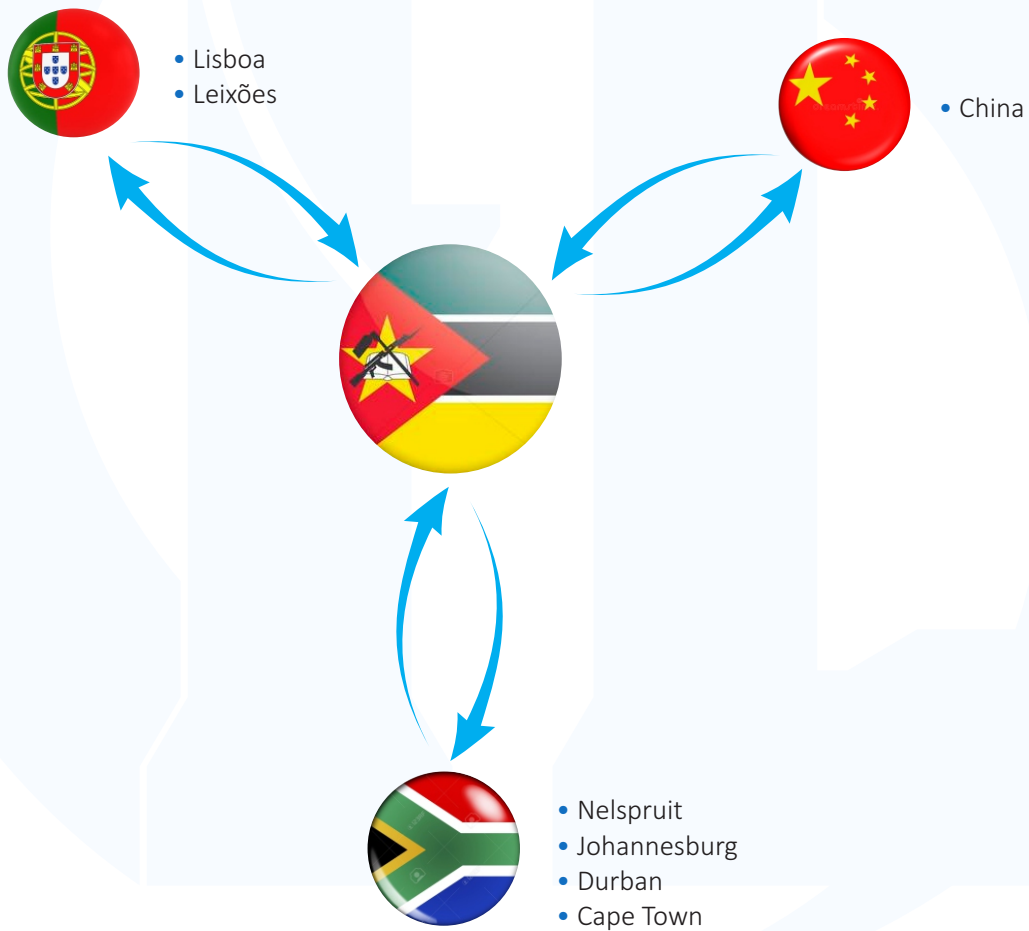 • Lisboa
• Leixões
• China
• Nelspruit
• Johannesburg
• Durban
• Cape Town